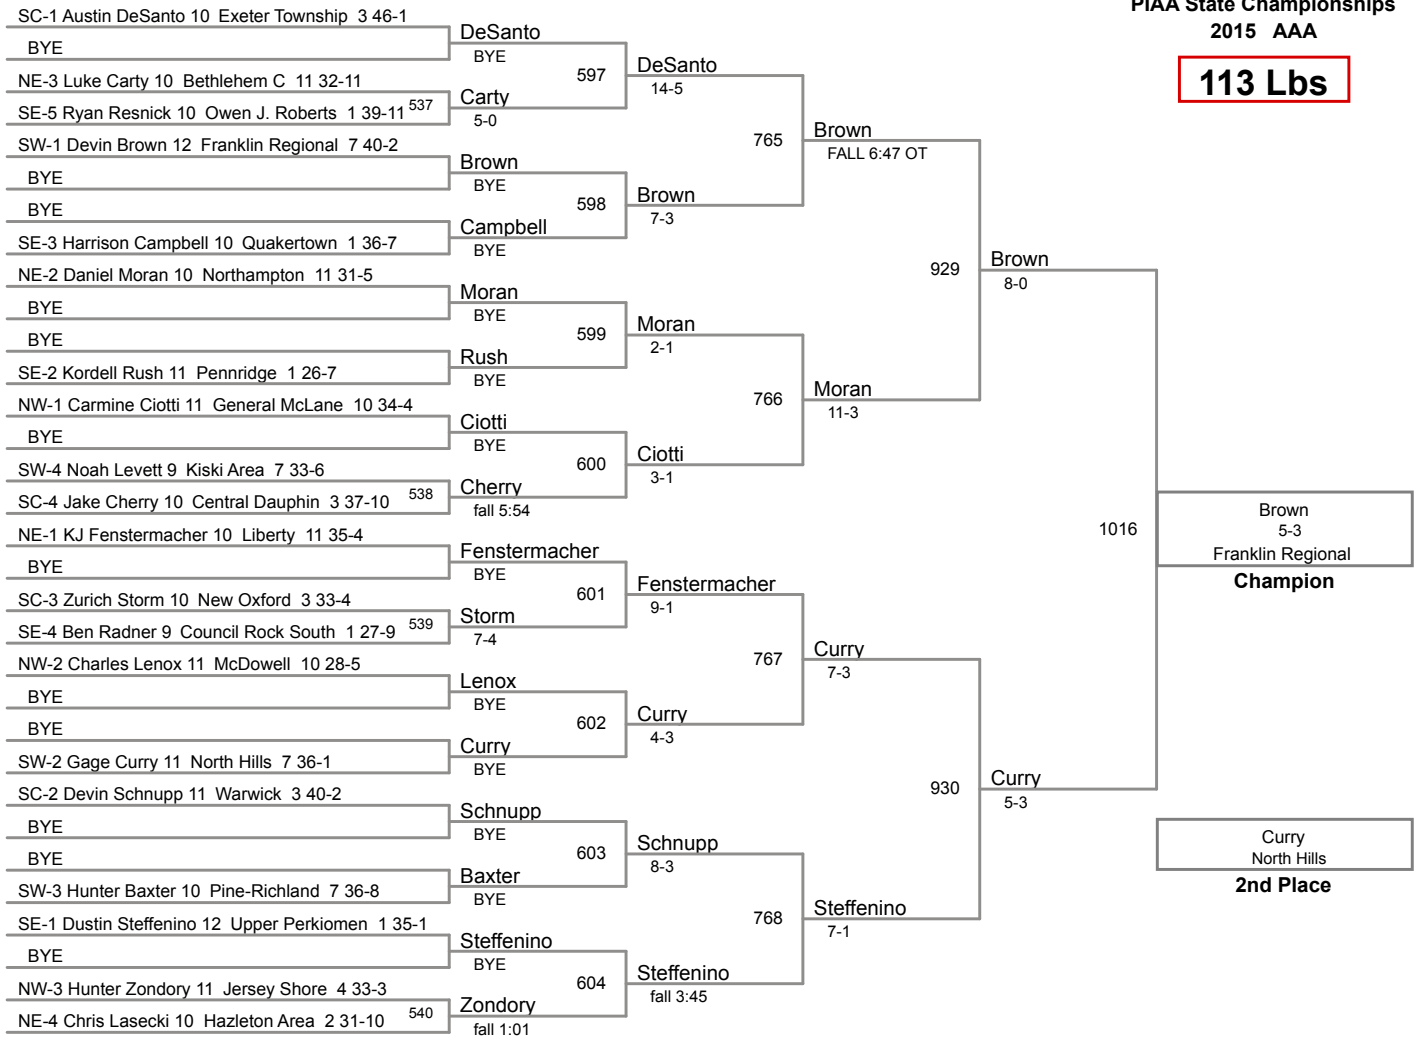 PIAA State Championships
2015 AAA
113 Lbs
SC-1 Austin DeSanto 10 Exeter Township 3 46-1
BYE
NE-3 Luke Carty 10 Bethlehem C 11 32-11
SE-5 Ryan Resnick 10 Owen J. Roberts 1 39-11
537
SW-1 Devin Brown 12 Franklin Regional 7 40-2
BYE
BYE
SE-3 Harrison Campbell 10 Quakertown 1 36-7
NE-2 Daniel Moran 10 Northampton 11 31-5
BYE
BYE
SE-2 Kordell Rush 11 Pennridge 1 26-7
NW-1 Carmine Ciotti 11 General McLane 10 34-4
BYE
SW-4 Noah Levett 9 Kiski Area 7 33-6
SC-4 Jake Cherry 10 Central Dauphin 3 37-10
538
NE-1 KJ Fenstermacher 10 Liberty 11 35-4
BYE
SC-3 Zurich Storm 10 New Oxford 3 33-4
SE-4 Ben Radner 9 Council Rock South 1 27-9
539
NW-2 Charles Lenox 11 McDowell 10 28-5
BYE
BYE
SW-2 Gage Curry 11 North Hills 7 36-1
SC-2 Devin Schnupp 11 Warwick 3 40-2
BYE
BYE
SW-3 Hunter Baxter 10 Pine-Richland 7 36-8
SE-1 Dustin Steffenino 12 Upper Perkiomen 1 35-1
BYE
NW-3 Hunter Zondory 11 Jersey Shore 4 33-3
NE-4 Chris Lasecki 10 Hazleton Area 2 31-10
540
DeSanto
BYE
597
Carty
5-0
Brown
BYE
598
Campbell
BYE
Moran
BYE
599
Rush
BYE
Ciotti
BYE
600
Cherry
fall 5:54
Fenstermacher
BYE
601
Storm
7-4
Lenox
BYE
602
Curry
BYE
Schnupp
BYE
603
Baxter
BYE
Steffenino
BYE
604
Zondory
fall 1:01
DeSanto
14-5
765
Brown
7-3
Moran
2-1
766
Ciotti
3-1
Fenstermacher
9-1
767
Curry
4-3
Schnupp
8-3
768
Steffenino
fall 3:45
Brown
FALL 6:47 OT
929
Moran
11-3
Curry
7-3
930
Steffenino
7-1
Brown
8-0
1016
Curry
5-3
Brown
5-3
Franklin Regional
Champion
Curry
North Hills
2nd Place